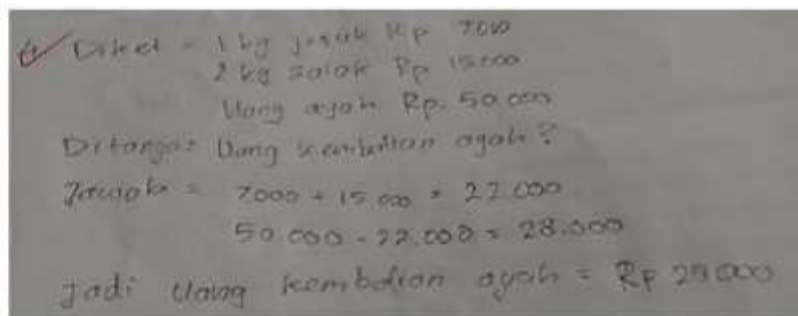 Diket = 1 kg jeruk Rp 7000
2 kg salak Rp 15.000
Uang ayah Rp. 50.000
Ditanya = Uang kembalian ayah?
Jawab = 7000 + 15.000 = 22.000
50.000 - 22.000 = 28.000
Jadi uang kembalian ayah = Rp 28.000